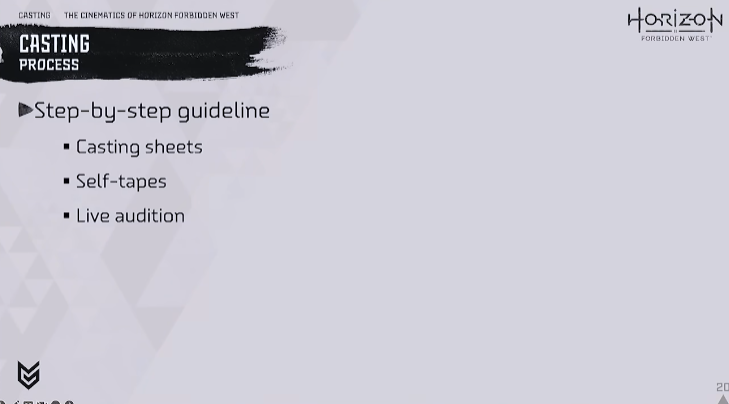 CASTING THE CINEMATICS OF HORIZON FORBIDDEN WEST
HORIZON
FORBIDDEN WEST
CASTING
PROCESS
Step-by-step guideline
Casting sheets
Self-tapes
Live audition
20